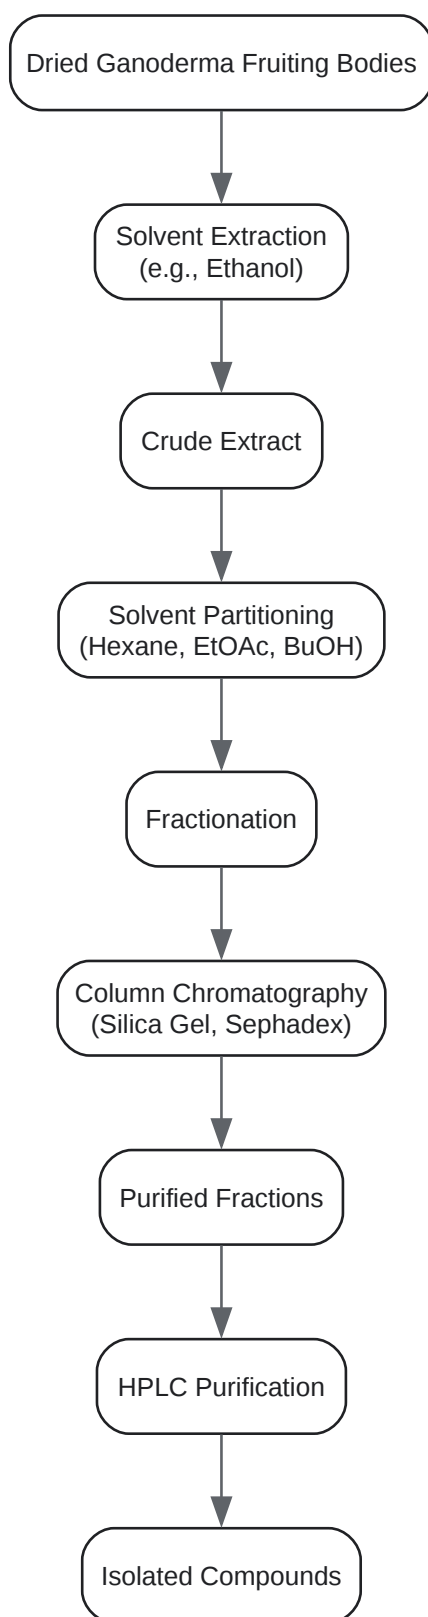 Dried Ganoderma Fruiting Bodies
Solvent Extraction
(e.g., Ethanol)
Crude Extract
Solvent Partitioning
(Hexane, EtOAc, BuOH)
Fractionation
Column Chromatography
(Silica Gel, Sephadex)
Purified Fractions
HPLC Purification
Isolated Compounds